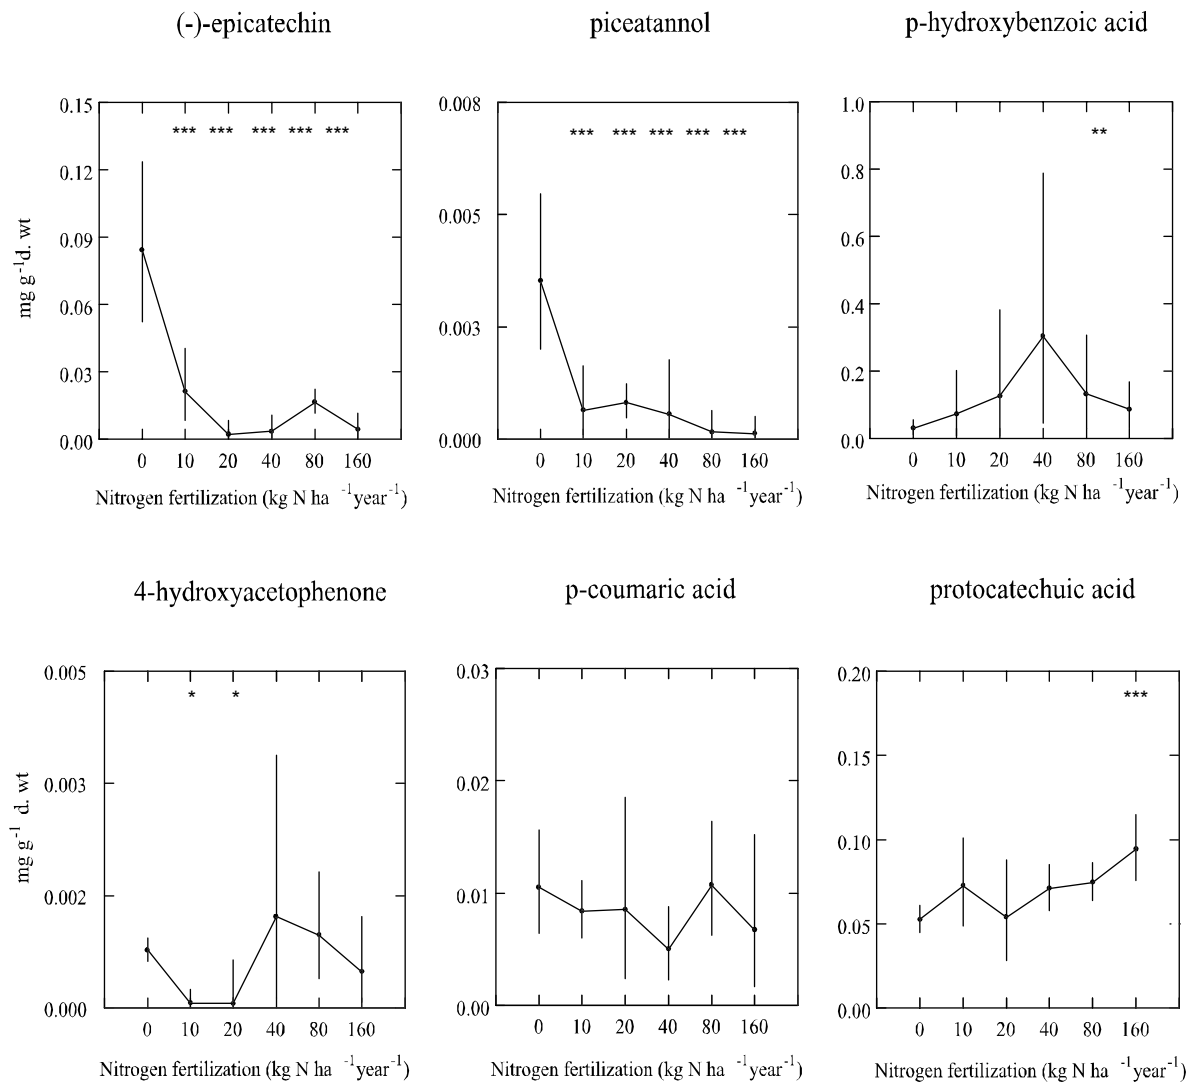 (-)-epicatechin piceatannol p-hydroxybenzoic acid
0.15 0.008 1.0
*** *** *** *** *** *** *** *** *** *** **
0.12 0.8
0.005
0.09 0.6
mg g-1d. wt
0.06 0.003 0.4
0.03 0.2
0.00 0.000 0.0
0 10 20 40 80 160 0 10 20 40 80 160 0 10 20 40 80 160
Nitrogen fertilization (kg N ha -1year-1) Nitrogen fertilization (kg N ha -1year-1) Nitrogen fertilization (kg N ha -1year-1)
4-hydroxyacetophenone p-coumaric acid protocatechuic acid
0.005 0.03 0.20
* * ***
0.15
0.003 0.02
mg g-1 d. wt
0.10
0.002 0.01
0.05
0.000 0.00 0.00
0 10 20 40 80 160 0 10 20 40 80 160 0 10 20 40 80 160
Nitrogen fertilization (kg N ha -1year-1) Nitrogen fertilization (kg N ha -1year-1) Nitrogen fertilization (kg N ha -1year-1)